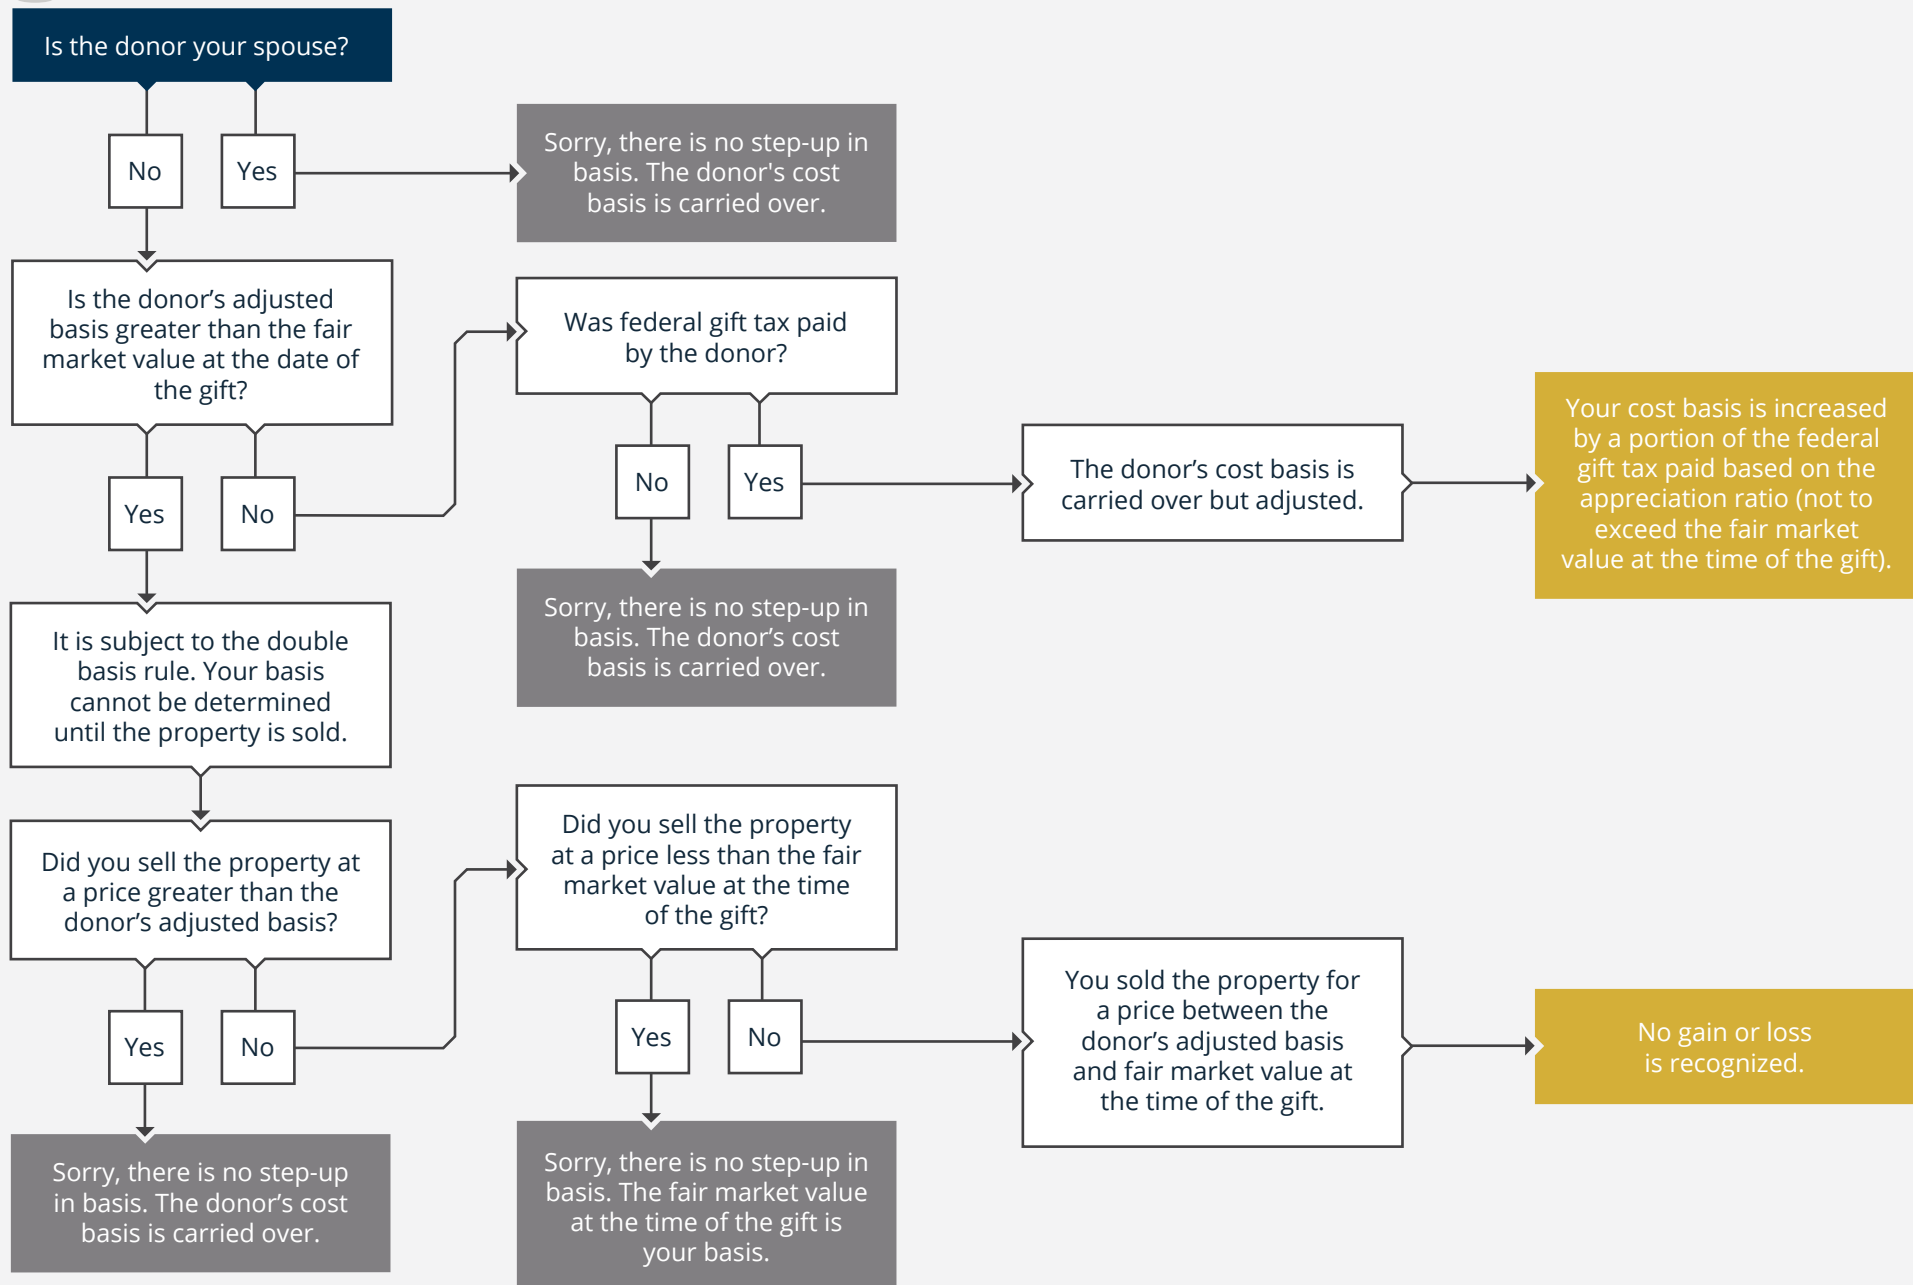 Is the donor your spouse?
No
Yes
Sorry, there is no step-up in
basis. The donor's cost
basis is carried over.
Is the donor’s adjusted
basis greater than the fair
market value at the date of
the gift?
Yes
No
Was federal gift tax paid
by the donor?
No
Yes
The donor’s cost basis is
carried over but adjusted.
Your cost basis is increased
by a portion of the federal
gift tax paid based on the
appreciation ratio (not to
exceed the fair market
value at the time of the gift).
Sorry, there is no step-up in
basis. The donor’s cost
basis is carried over.
It is subject to the double
basis rule. Your basis
cannot be determined
until the property is sold.
Did you sell the property at
a price greater than the
donor’s adjusted basis?
Yes
No
Did you sell the property
at a price less than the fair
market value at the time
of the gift?
Yes
No
You sold the property for
a price between the
donor’s adjusted basis
and fair market value at
the time of the gift.
No gain or loss
is recognized.
Sorry, there is no step-up
in basis. The donor’s cost
basis is carried over.
Sorry, there is no step-up in
basis. The fair market value
at the time of the gift is
your basis.